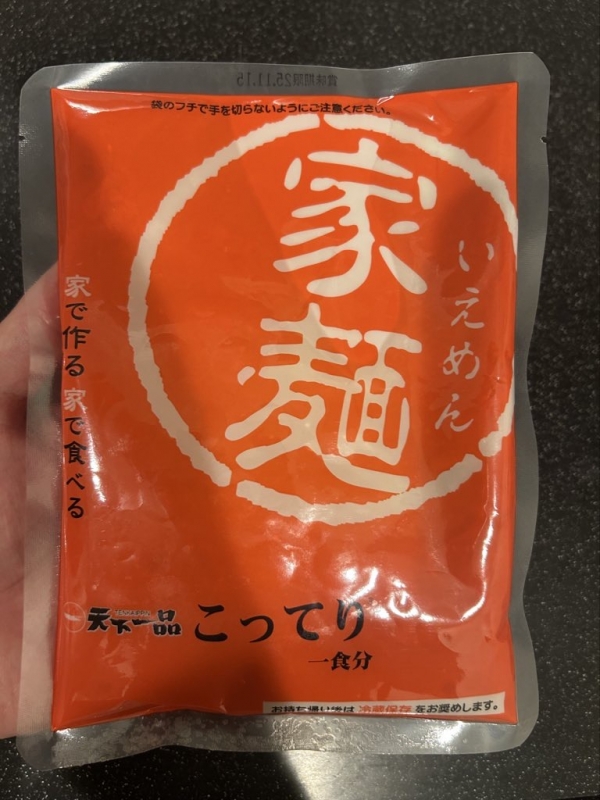 賞味期限25.11.15
袋のフチで手を切らないようにご注意ください。
家麺
いえめん
家で作る 家で食べる
天下一品 こってり
一食分
お持ち帰り後は 冷蔵保存 をお奨めします。